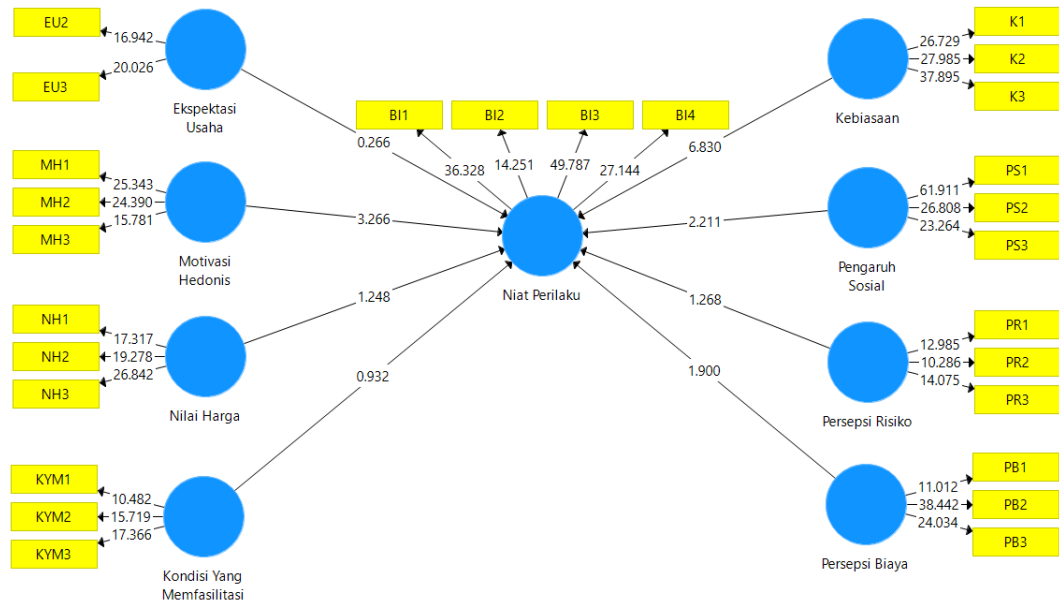 EU2
16.942
20.026
EU3
Ekspektasi
Usaha
0.266
MH1
25.343
MH2
24.390
15.781
MH3
Motivasi
Hedonis
3.266
NH1
17.317
NH2
19.278
26.842
NH3
Nilai Harga
1.248
KYM1
10.482
KYM2
15.719
17.366
KYM3
Kondisi Yang
Memfasilitasi
0.932
BI1
BI2
BI3
BI4
36.328
14.251
49.787
27.144
Niat Perilaku
K1
26.729
K2
27.985
37.895
K3
Kebiasaan
6.830
PS1
61.911
PS2
26.808
23.264
PS3
Pengaruh
Sosial
2.211
PR1
12.985
PR2
10.286
14.075
PR3
Persepsi Risiko
1.268
PB1
11.012
PB2
38.442
24.034
PB3
Persepsi Biaya
1.900